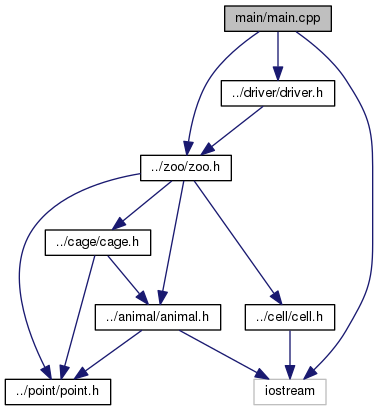 main/main.cpp
../driver/driver.h
../zoo/zoo.h
../cage/cage.h
../animal/animal.h
../cell/cell.h
../point/point.h
iostream